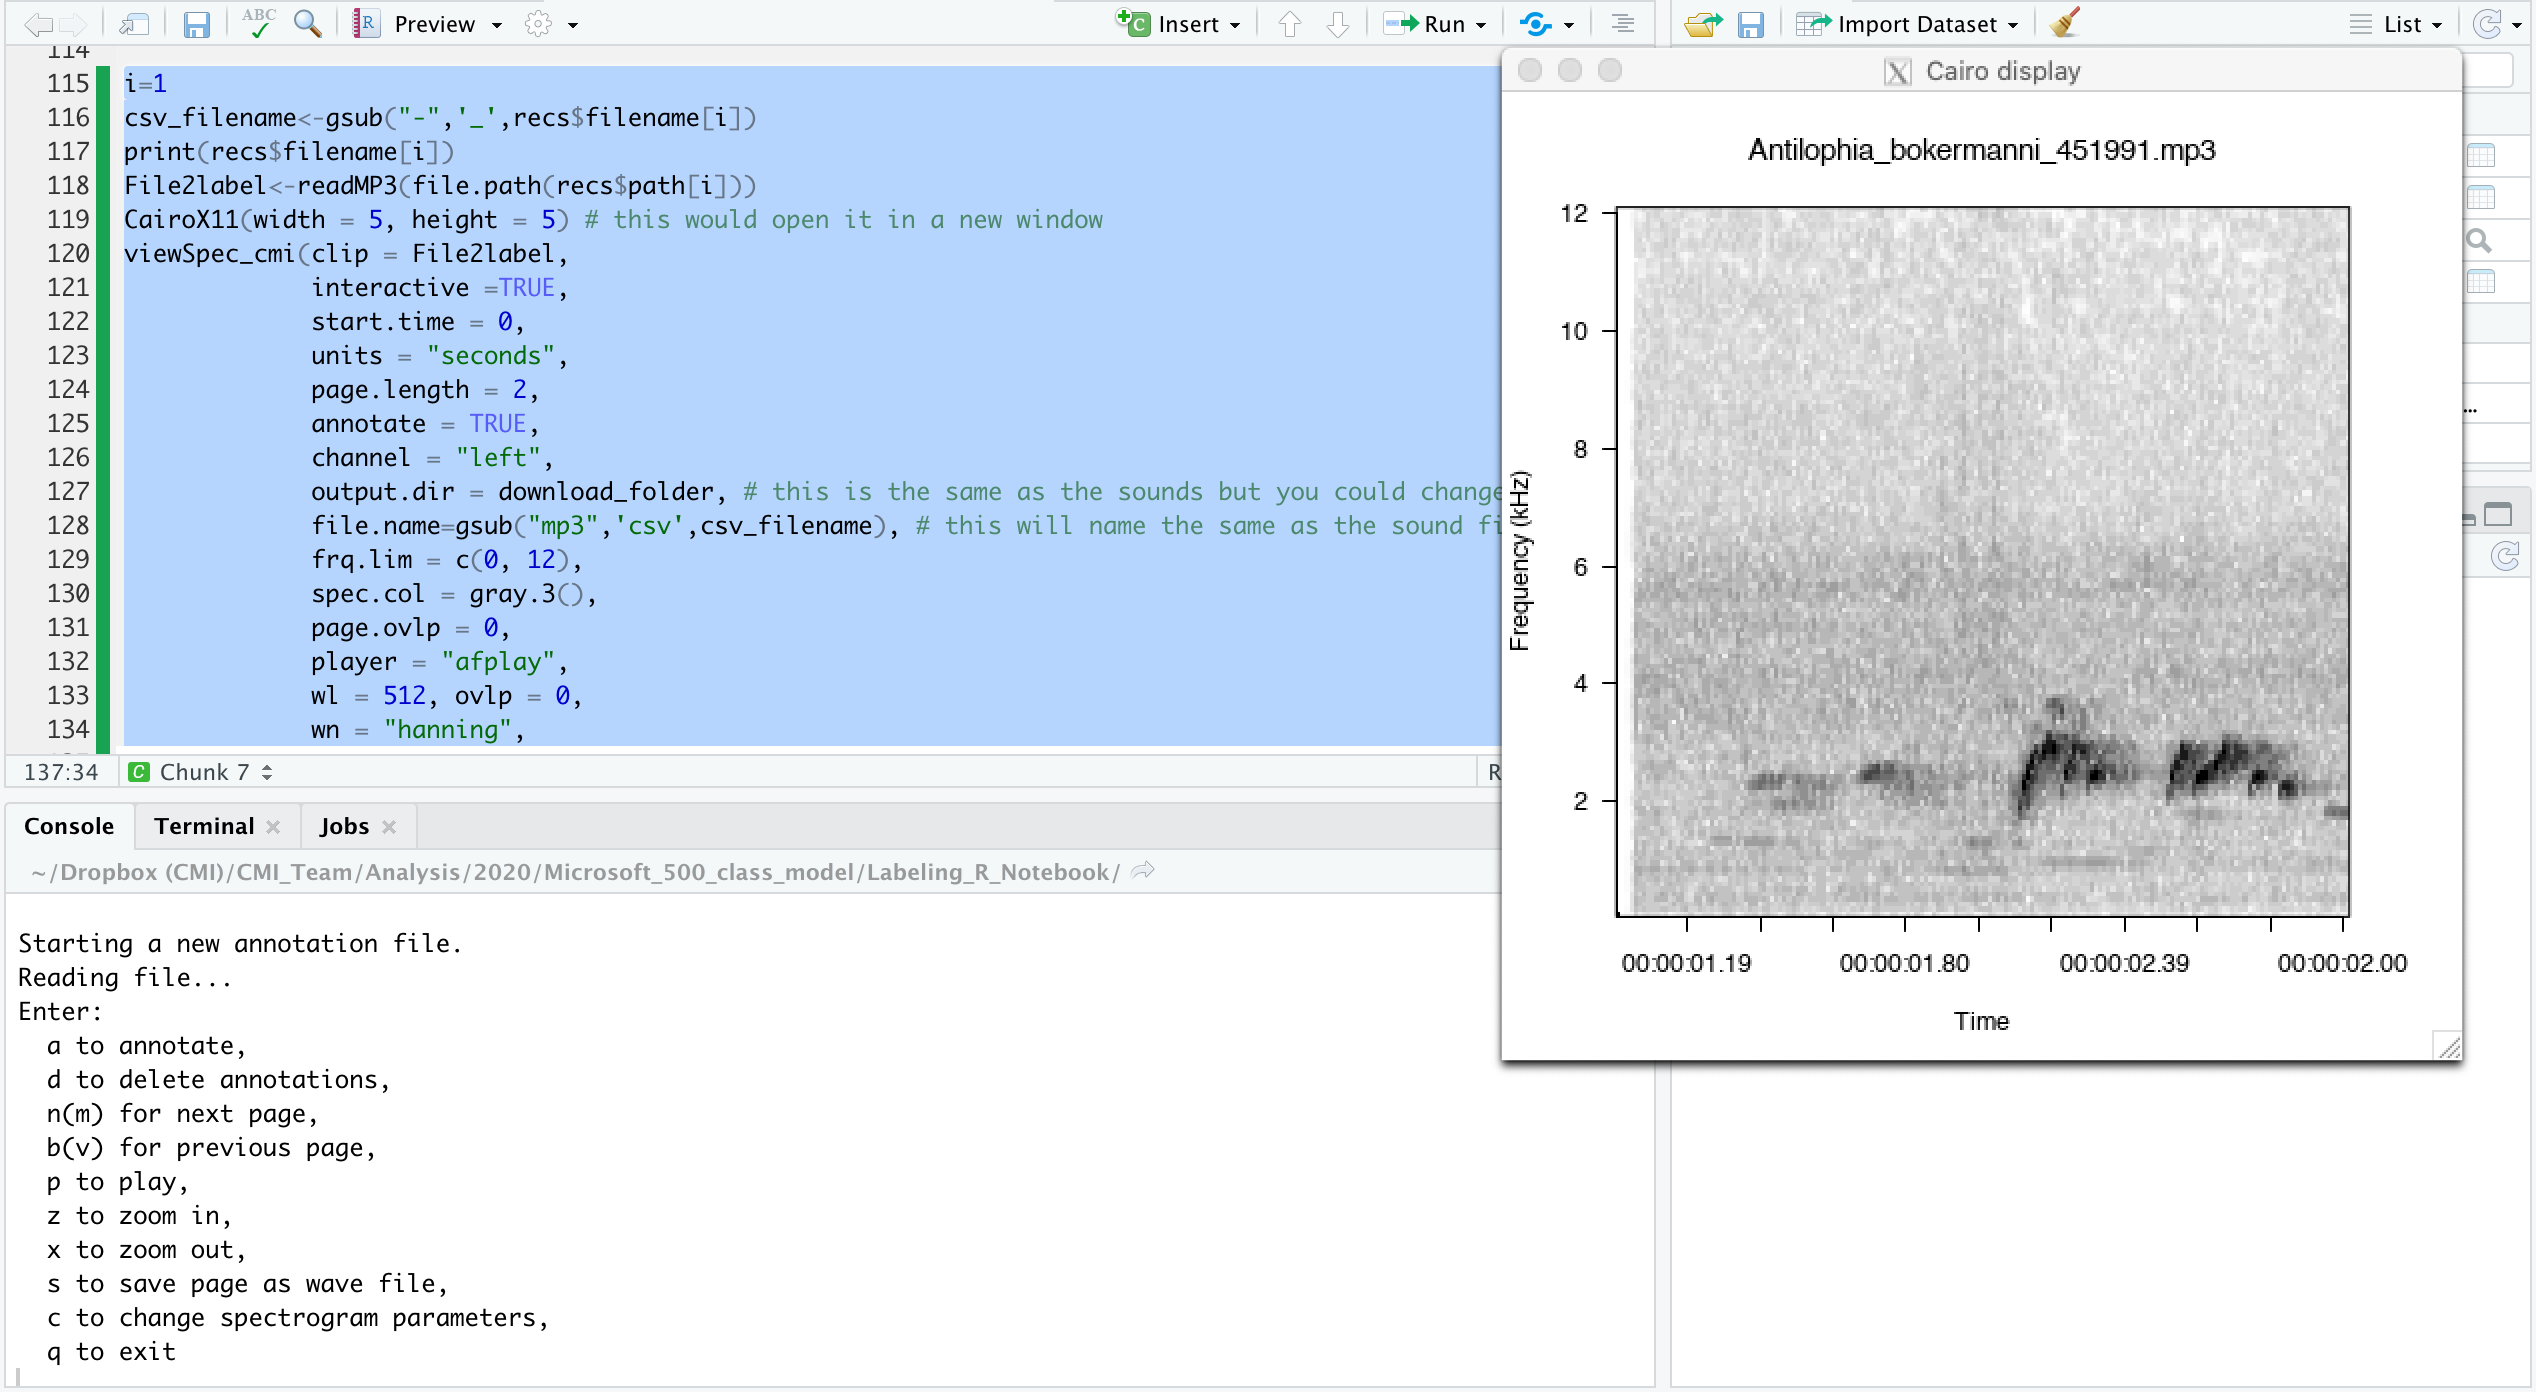 ABC
R Preview
C Insert
Run
Import Dataset
List
114
115 i=1
116 csv_filename<-gsub("-",'_',recs$filename[i])
117 print(recs$filename[i])
118 File2label<-readMP3(file.path(recs$path[i]))
119 CairoX11(width = 5, height = 5) # this would open it in a new window
120 viewSpec_cmi(clip = File2label,
121 interactive =TRUE,
122 start.time = 0,
123 units = "seconds",
124 page.length = 2,
125 annotate = TRUE,
126 channel = "left",
127 output.dir = download_folder, # this is the same as the sounds but you could change
128 file.name=gsub("mp3",'csv',csv_filename), # this will name the same as the sound fi
129 frq.lim = c(0, 12),
130 spec.col = gray.3(),
131 page.ovlp = 0,
132 player = "afplay",
133 wl = 512, ovlp = 0,
134 wn = "hanning",
137:34 C Chunk 7 R
Console Terminal Jobs
~/Dropbox (CMI)/CMI_Team/Analysis/2020/Microsoft_500_class_model/Labeling_R_Notebook/
Starting a new annotation file.
Reading file...
Enter:
a to annotate,
d to delete annotations,
n(m) for next page,
b(v) for previous page,
p to play,
z to zoom in,
x to zoom out,
s to save page as wave file,
c to change spectrogram parameters,
q to exit
X Cairo display
Antilophia_bokermanni_451991.mp3
12
10
8
6
4
2
Frequency (kHz)
00:00:01.19 00:00:01.80 00:00:02.39 00:00:02.00
Time
...